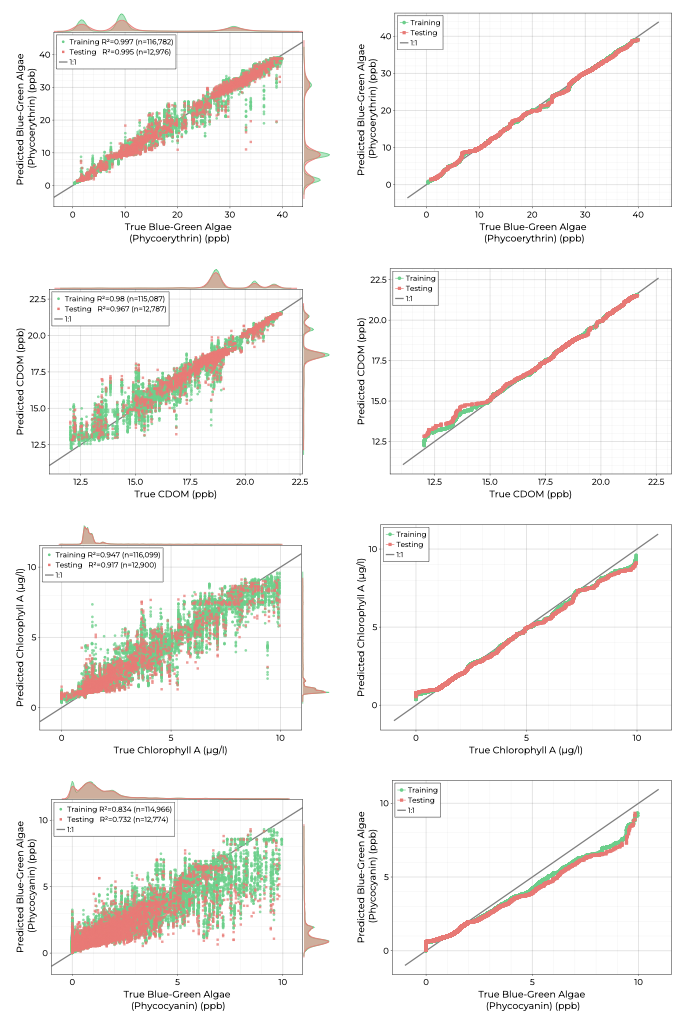 Training R²=0.997 (n=116,782)
Testing R²=0.995 (n=12,976)
1:1
40
30
20
10
0
0
10
20
30
40
Predicted Blue-Green Algae
(Phycoerythrin) (ppb)
True Blue-Green Algae
(Phycoerythrin) (ppb)
Training
Testing
1:1
40
30
20
10
0
0
10
20
30
40
Predicted Blue-Green Algae
(Phycoerythrin) (ppb)
True Blue-Green Algae
(Phycoerythrin) (ppb)
Training R²=0.98 (n=115,087)
Testing R²=0.967 (n=12,787)
1:1
22.5
20.0
17.5
15.0
12.5
12.5
15.0
17.5
20.0
22.5
Predicted CDOM (ppb)
True CDOM (ppb)
Training
Testing
1:1
22.5
20.0
17.5
15.0
12.5
12.5
15.0
17.5
20.0
22.5
Predicted CDOM (ppb)
True CDOM (ppb)
Training R²=0.947 (n=116,099)
Testing R²=0.917 (n=12,900)
1:1
10
5
0
0
5
10
Predicted Chlorophyll A (µg/l)
True Chlorophyll A (µg/l)
Training
Testing
1:1
10
5
0
0
5
10
Predicted Chlorophyll A (µg/l)
True Chlorophyll A (µg/l)
Training R²=0.834 (n=114,966)
Testing R²=0.732 (n=12,774)
1:1
10
5
0
0
5
10
Predicted Blue-Green Algae
(Phycocyanin) (ppb)
True Blue-Green Algae
(Phycocyanin) (ppb)
Training
Testing
1:1
10
5
0
0
5
10
Predicted Blue-Green Algae
(Phycocyanin) (ppb)
True Blue-Green Algae
(Phycocyanin) (ppb)